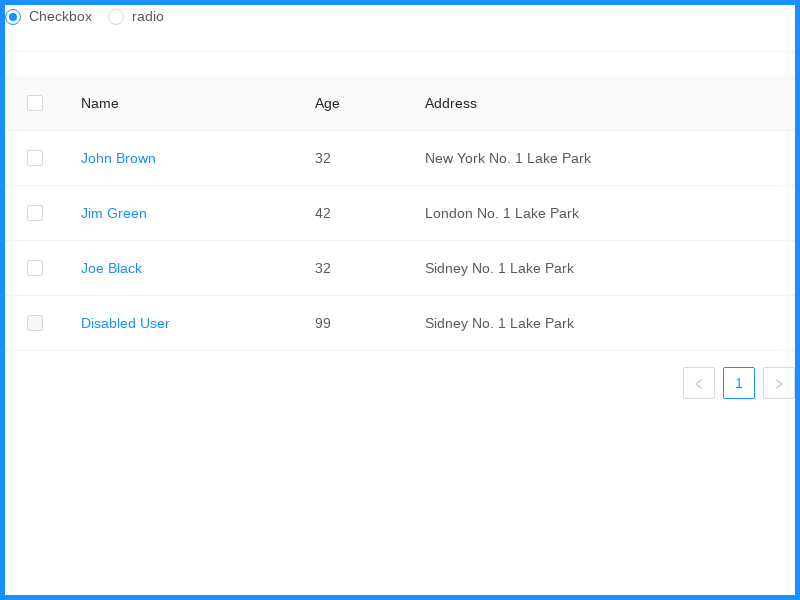 Checkbox radio
Name Age Address
John Brown 32 New York No. 1 Lake Park
Jim Green 42 London No. 1 Lake Park
Joe Black 32 Sidney No. 1 Lake Park
Disabled User 99 Sidney No. 1 Lake Park
1